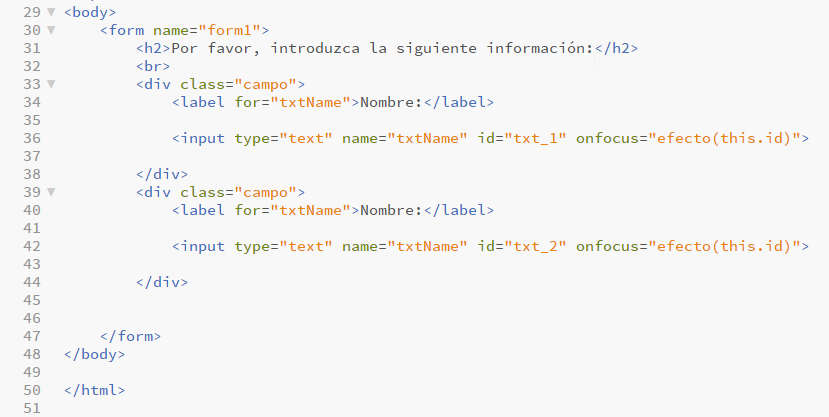 29 <body>
30 <form name="form1">
31 <h2>Por favor, introduzca la siguiente información:</h2>
32 <br>
33 <div class="campo">
34 <label for="txtName">Nombre:</label>
35
36 <input type="text" name="txtName" id="txt_1" onfocus="efecto(this.id)">
37
38 </div>
39 <div class="campo">
40 <label for="txtName">Nombre:</label>
41
42 <input type="text" name="txtName" id="txt_2" onfocus="efecto(this.id)">
43
44 </div>
45
46
47 </form>
48 </body>
49
50 </html>
51